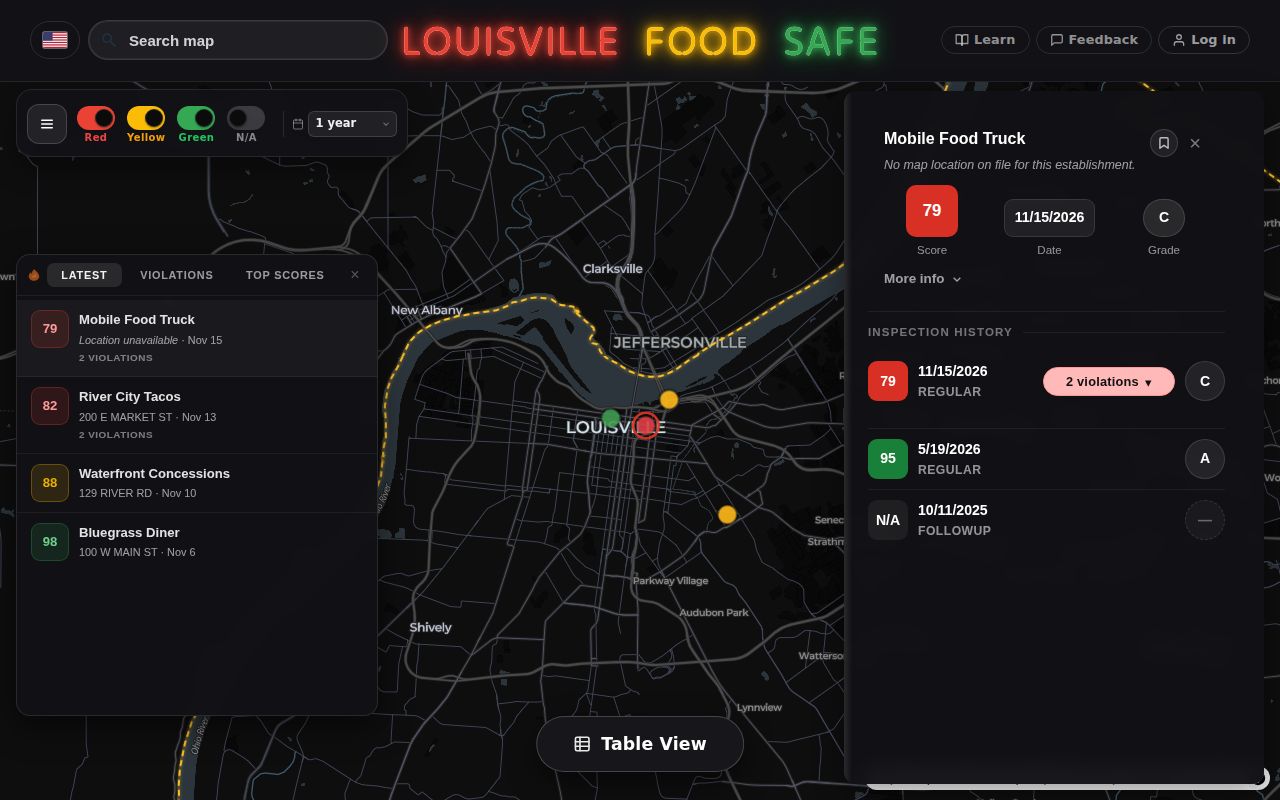 Search map
LOUISVILLE FOOD SAFE
Learn
Feedback
Log In
Red
Yellow
Green
N/A
1 year
LATEST
VIOLATIONS
TOP SCORES
79
Mobile Food Truck
Location unavailable · Nov 15
2 VIOLATIONS
82
River City Tacos
200 E MARKET ST · Nov 13
2 VIOLATIONS
88
Waterfront Concessions
129 RIVER RD · Nov 10
98
Bluegrass Diner
100 W MAIN ST · Nov 6
Clarksville
New Albany
JEFFERSONVILLE
LOUISVILLE
Parkway Village
Audubon Park
Shively
Lynnview
Ohio River
Table View
Mobile Food Truck
No map location on file for this establishment.
79
11/15/2026
C
Score
Date
Grade
More info
INSPECTION HISTORY
79
11/15/2026
REGULAR
2 violations ▼
C
95
5/19/2026
REGULAR
A
N/A
10/11/2025
FOLLOWUP
—